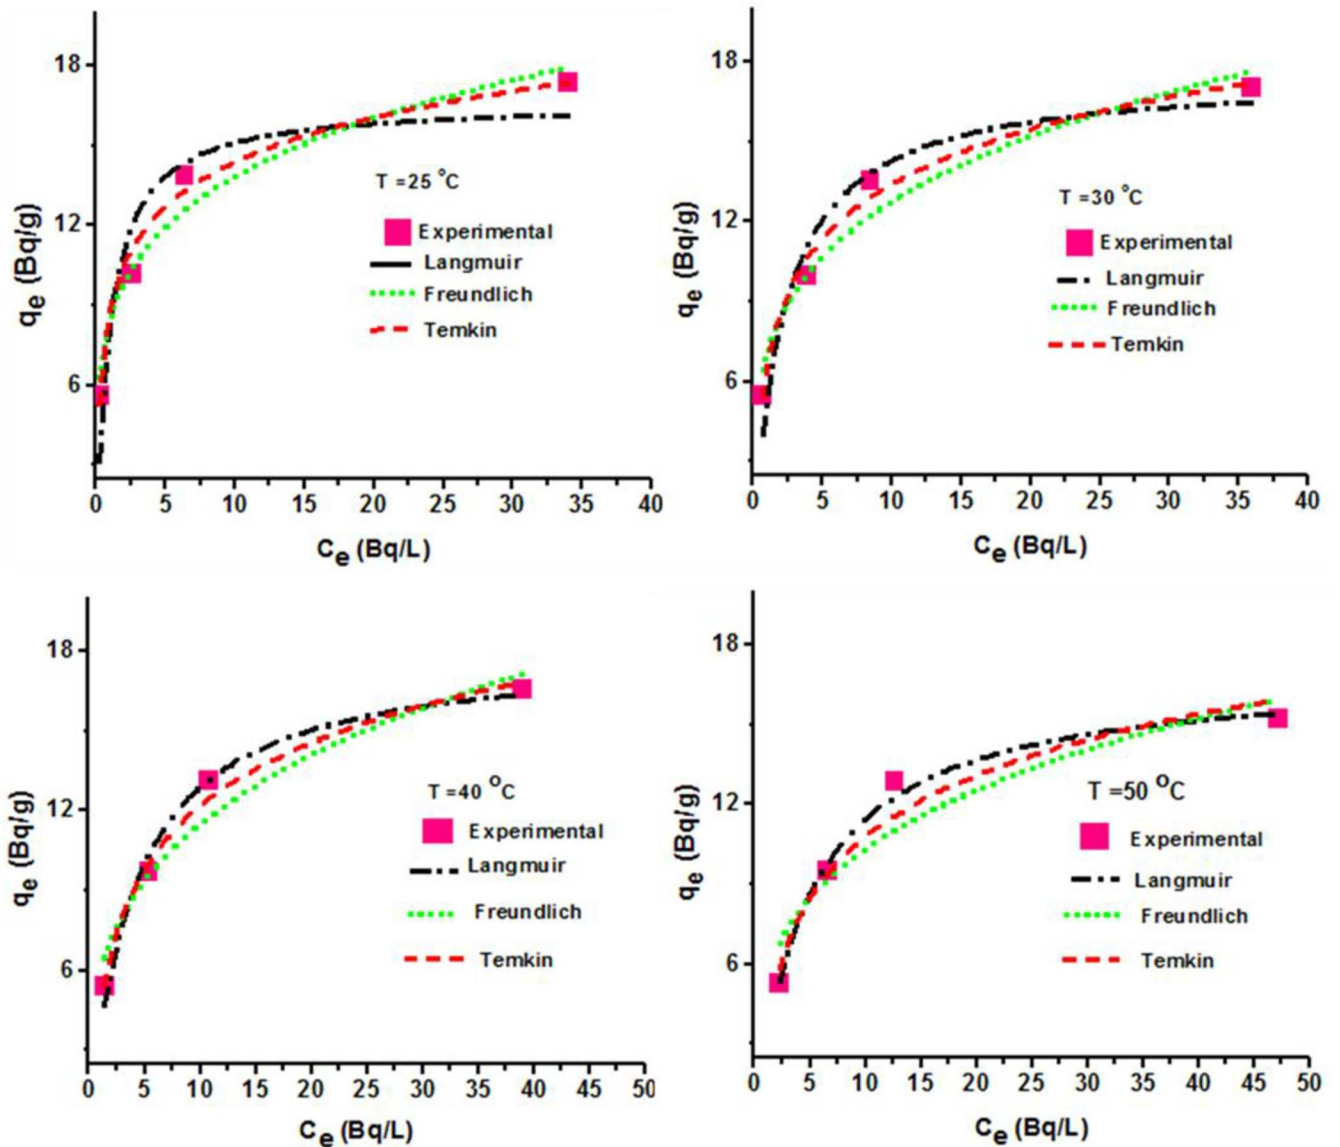 18
12
6
qe (Bq/g)
T =25 °C
Experimental
Langmuir
Freundlich
Temkin
0 5 10 15 20 25 30 35 40
Ce (Bq/L)
18
12
6
qe (Bq/g)
T =30 °C
Experimental
Langmuir
Freundlich
Temkin
0 5 10 15 20 25 30 35 40
Ce (Bq/L)
18
12
6
qe (Bq/g)
T =40 °C
Experimental
Langmuir
Freundlich
Temkin
0 5 10 15 20 25 30 35 40 45 50
Ce (Bq/L)
18
12
6
qe (Bq/g)
T =50 °C
Experimental
Langmuir
Freundlich
Temkin
0 5 10 15 20 25 30 35 40 45 50
Ce (Bq/L)